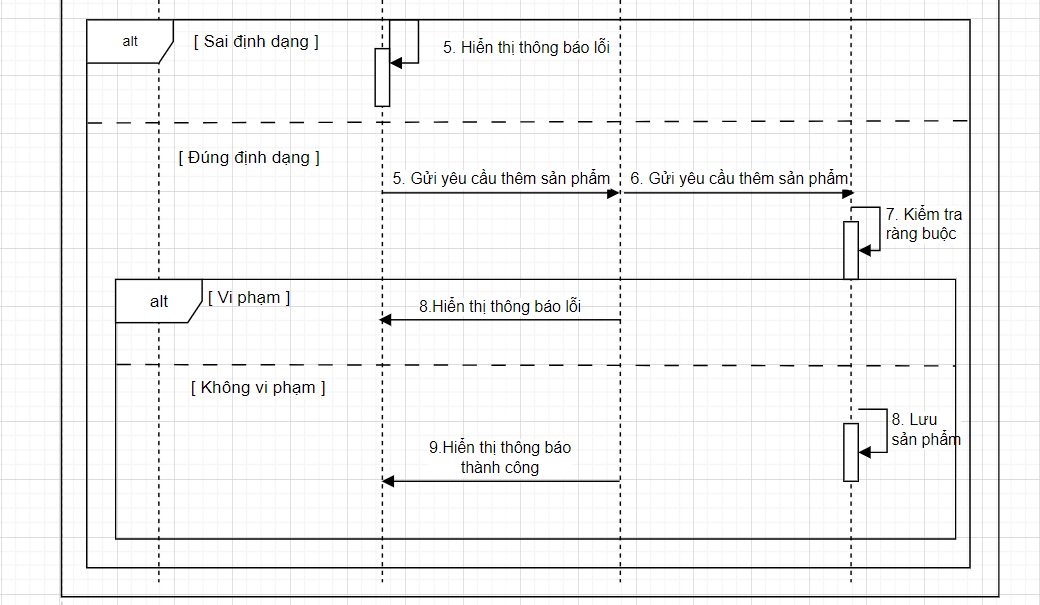 alt
[ Sai định dạng ]
5. Hiển thị thông báo lỗi
[ Đúng định dạng ]
5. Gửi yêu cầu thêm sản phẩm
6. Gửi yêu cầu thêm sản phẩm
7. Kiểm tra
ràng buộc
alt
[ Vi phạm ]
8.Hiển thị thông báo lỗi
[ Không vi phạm ]
8. Lưu
sản phẩm
9.Hiển thị thông báo
thành công